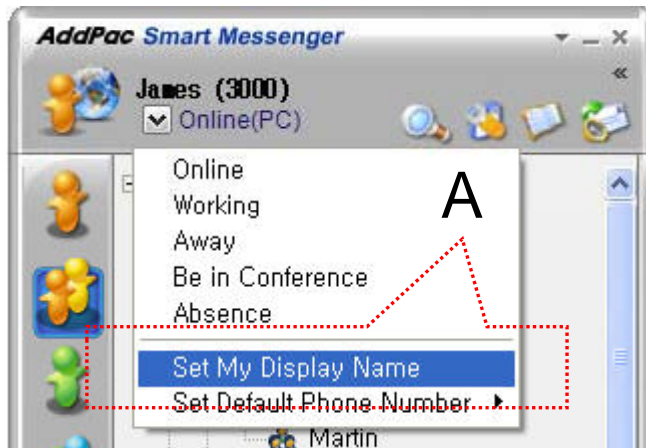 AddPac Smart Messenger
James (3000)
Online(PC)
Online
Working
Away
Be in Conference
Absence
A
Set My Display Name
Set Default Phone Number
Martin